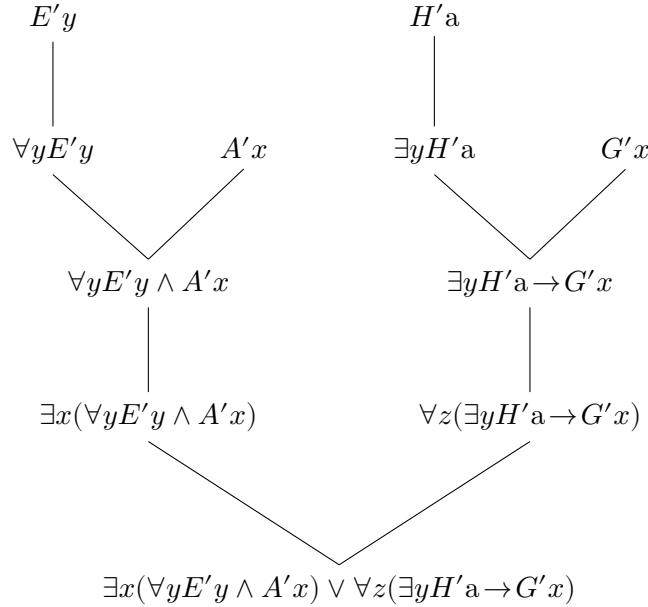 E′y H′a
∀yE′y A′x ∃yH′a G′x
∀yE′y ∧ A′x ∃yH′a→G′x
∃x(∀yE′y ∧ A′x) ∀z(∃yH′a→G′x)
∃x(∀yE′y ∧ A′x) ∨ ∀z(∃yH′a→G′x)